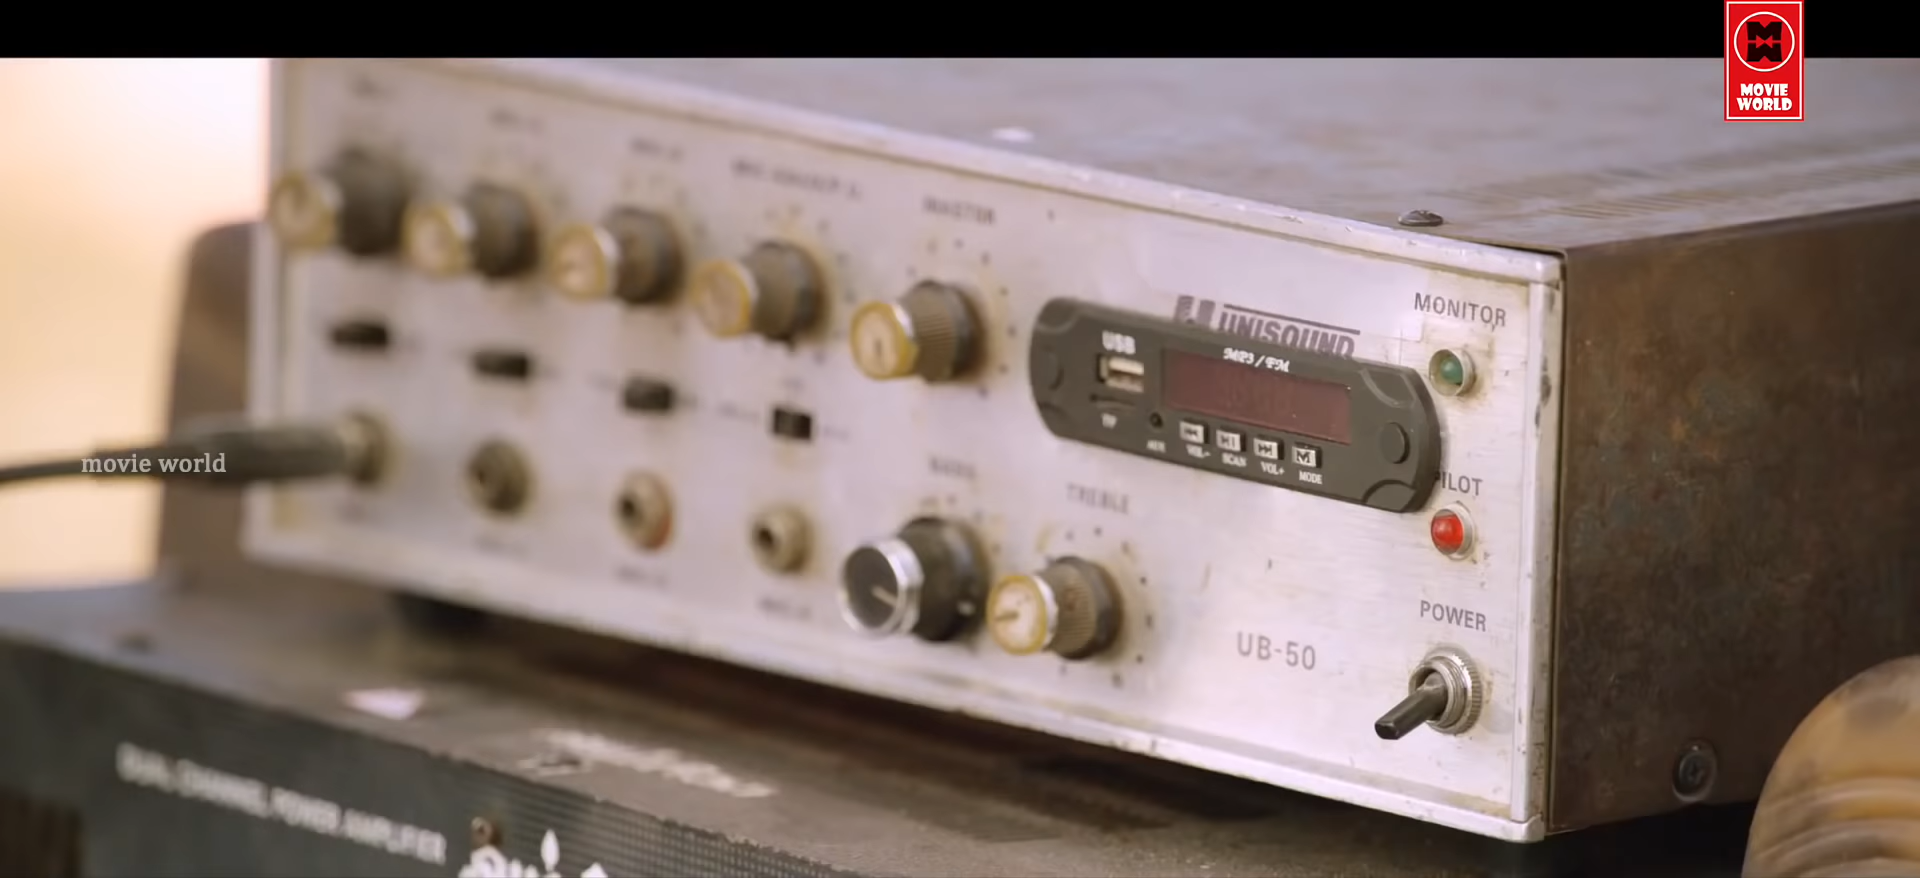 MOVIE
WORLD
MASTER
MONITOR
UNISOUND
USB
MP3 / FM
TF
AUX
VOL-
SCAN
VOL+
MODE
BASS
TREBLE
PILOT
POWER
UB-50
movie world
DUAL CHANNEL POWER AMPLIFIER